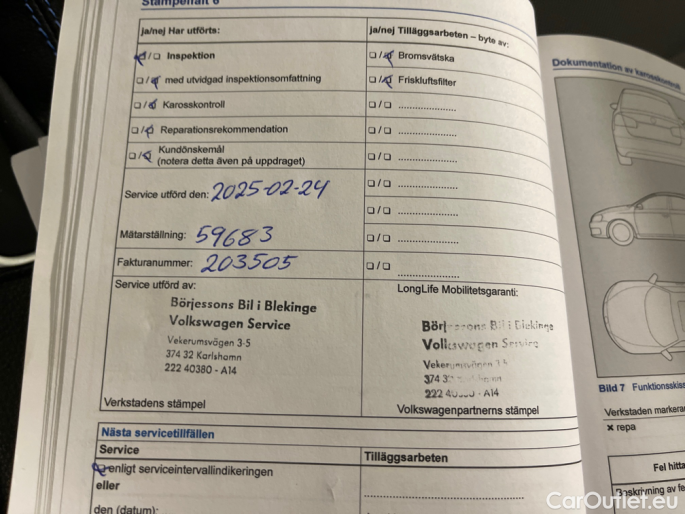 Stämpelfält 6
ja/nej Har utförts:
ja/nej Tilläggsarbeten – byte av:
☐/☐ Inspektion
☐/☐ Bromsvätska
☐/☐ med utvidgad inspektionsomfattning
☐/☐ Friskluftsfilter
☐/☐ Karosskontroll
☐/☐ ....................
☐/☐ Reparationsrekommendation
☐/☐ ....................
☐/☐ Kundönskemål
(notera detta även på uppdraget)
☐/☐ ....................
Service utförd den: 2025-02-24
☐/☐ ....................
☐/☐ ....................
Mätarställning: 59683
☐/☐ ....................
Fakturanummer: 203505
☐/☐ ....................
Service utförd av:
Börjessons Bil i Blekinge
Volkswagen Service
Vekerumsvägen 3-5
374 32 Karlshamn
222 40380 - A14
Verkstadens stämpel
LongLife Mobilitetsgaranti:
Börjessons Bil i Blekinge
Volkswagen Service
222 - A14
Volkswagenpartnerns stämpel
Nästa servicetillfällen
Service
Tilläggsarbeten
enligt serviceintervallindikeringen
eller
den (datum):
Dokumentation av karosskontroll
Bild 7 Funktionsskiss
Verkstaden markerar
× repa
Fel hitta
Beskrivning av fe
CarOutlet.eu